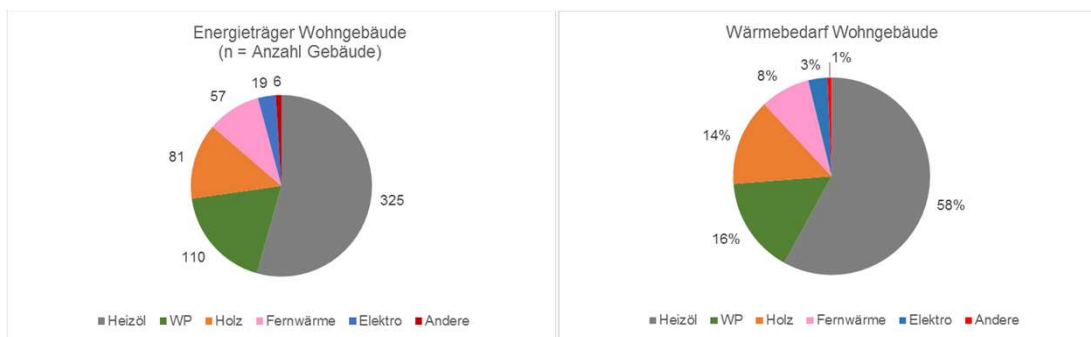 Energieträger Wohngebäude
(n = Anzahl Gebäude)
19 6
57
81
325
110
Heizöl WP Holz Fernwärme Elektro Andere
Wärmebedarf Wohngebäude
3% 1%
8%
14%
58%
16%
Heizöl WP Holz Fernwärme Elektro Andere